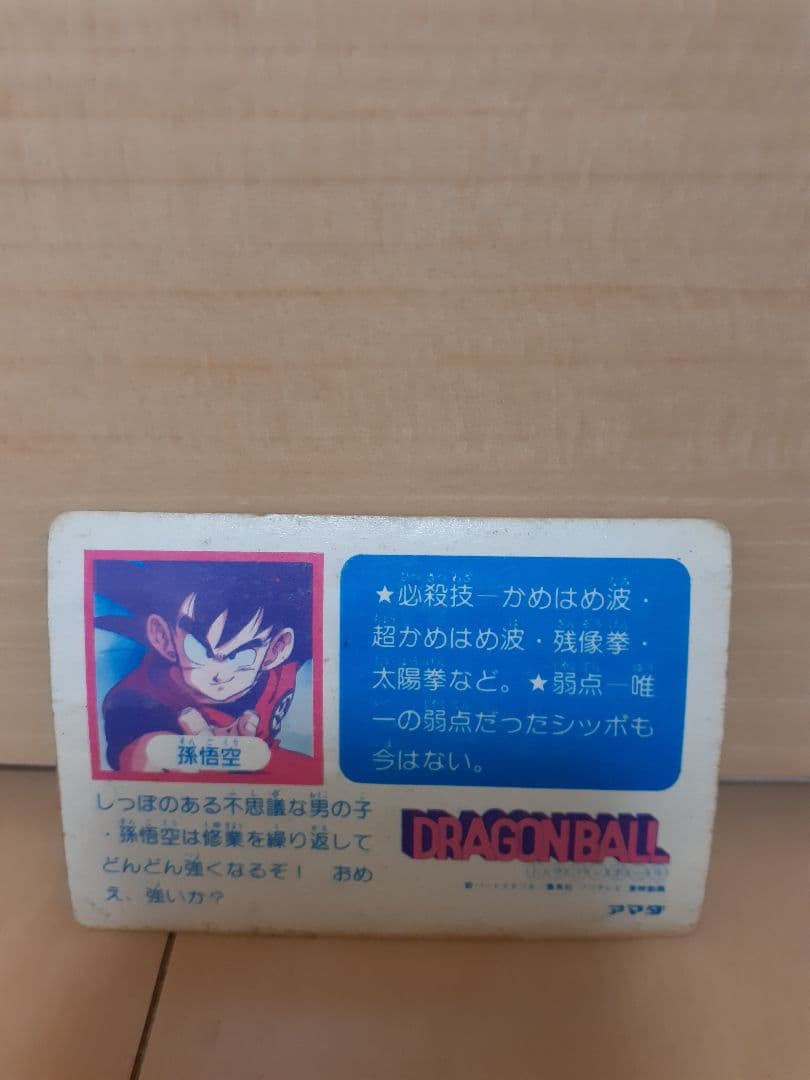 孫悟空
しっぽのある不思議な男の子
・孫悟空は修業を繰り返して
どんどん強くなるぞ! おめ
え、強いか?
★必殺技―かめはめ波・
超かめはめ波・残像拳・
太陽拳など。★弱点―唯
一の弱点だったシッポも
今はない。
DRAGONBALL
アマダ